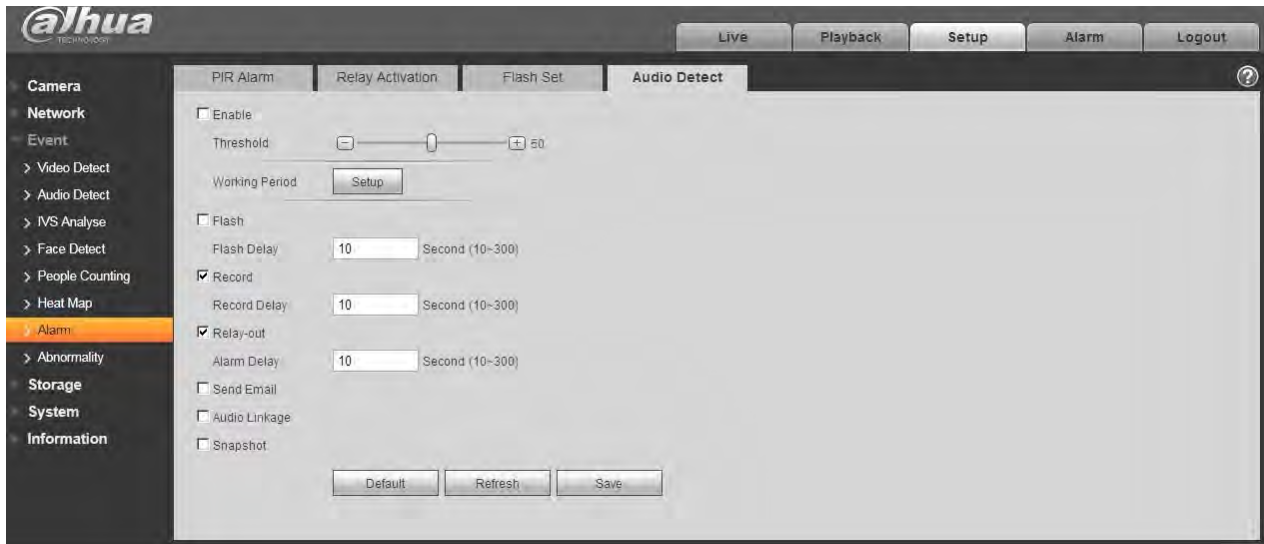 alhua
TECHNOLOGY
Live
Playback
Setup
Alarm
Logout
Camera
Network
Event
> Video Detect
> Audio Detect
> IVS Analyse
> Face Detect
> People Counting
> Heat Map
> Alarm
> Abnormality
Storage
System
Information
PIR Alarm
Relay Activation
Flash Set
Audio Detect
?
Enable
Threshold - + 50
Working Period Setup
Flash
Flash Delay 10 Second (10~300)
Record
Record Delay 10 Second (10~300)
Relay-out
Alarm Delay 10 Second (10~300)
Send Email
Audio Linkage
Snapshot
Default Refresh Save